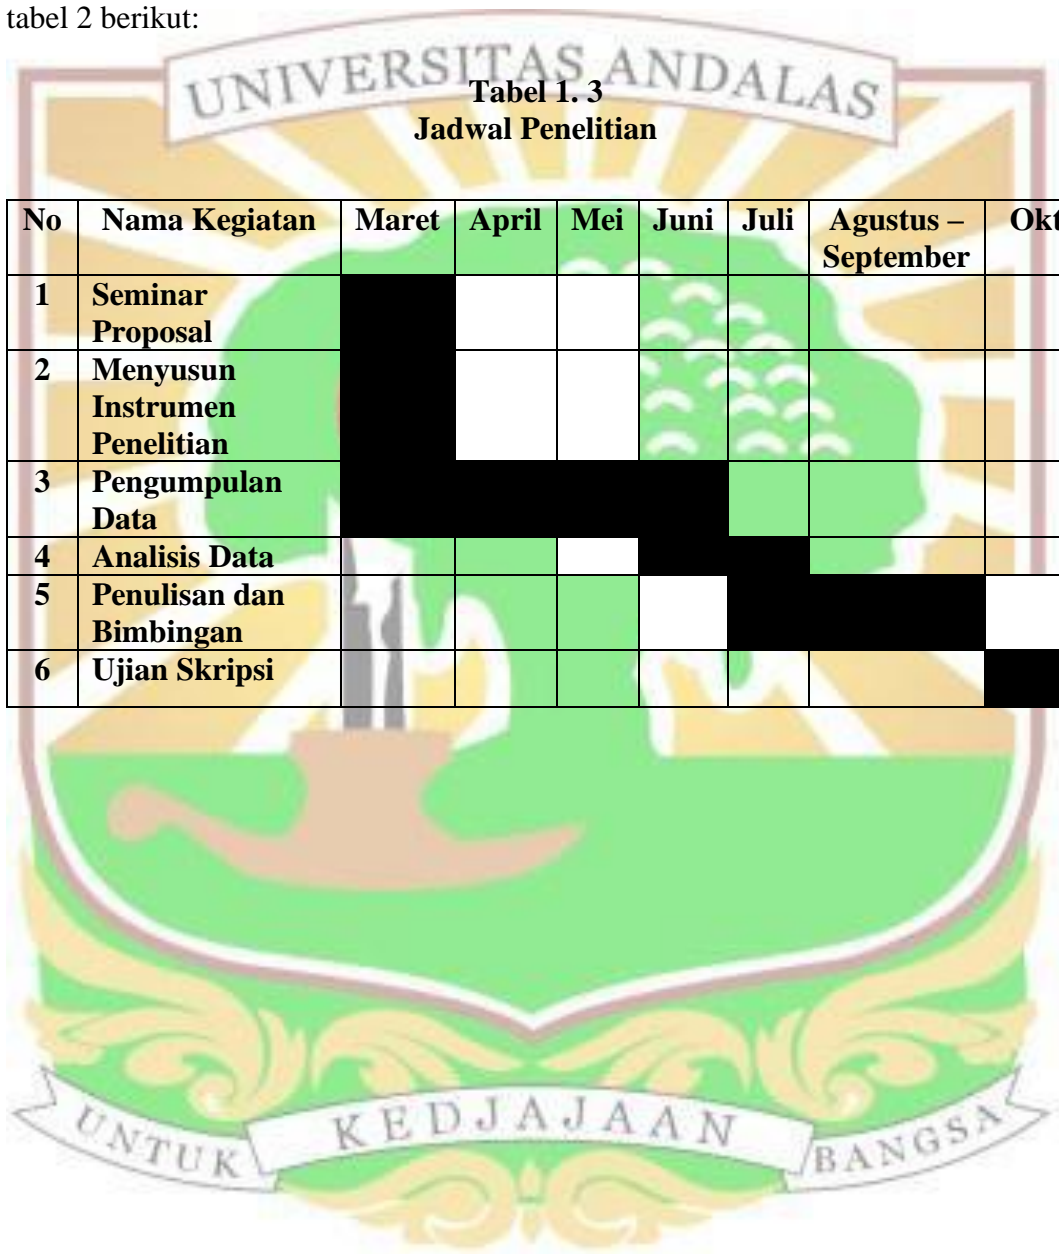 tabel 2 berikut:
UNIVERSITAS ANDALAS
Tabel 1. 3
Jadwal Penelitian
No Nama Kegiatan Maret April Mei Juni Juli Agustus – September Okt
1 Seminar
Proposal
2 Menyusun
Instrumen
Penelitian
3 Pengumpulan
Data
4 Analisis Data
5 Penulisan dan
Bimbingan
6 Ujian Skripsi
UNTUK KEDJAJAAN BANGSA